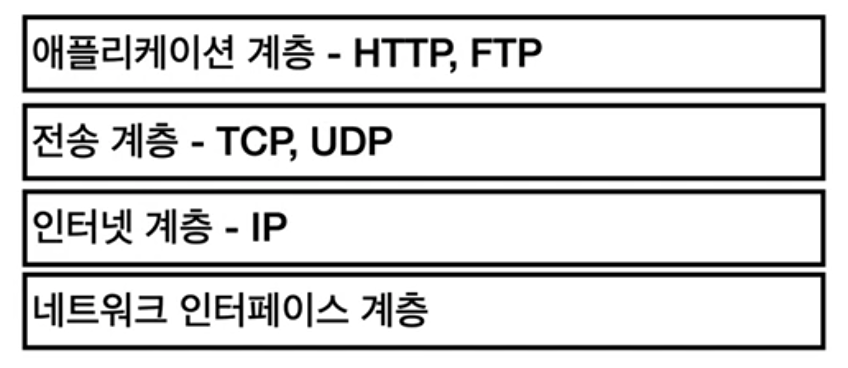 애플리케이션 계층 - HTTP, FTP
전송 계층 - TCP, UDP
인터넷 계층 - IP
네트워크 인터페이스 계층